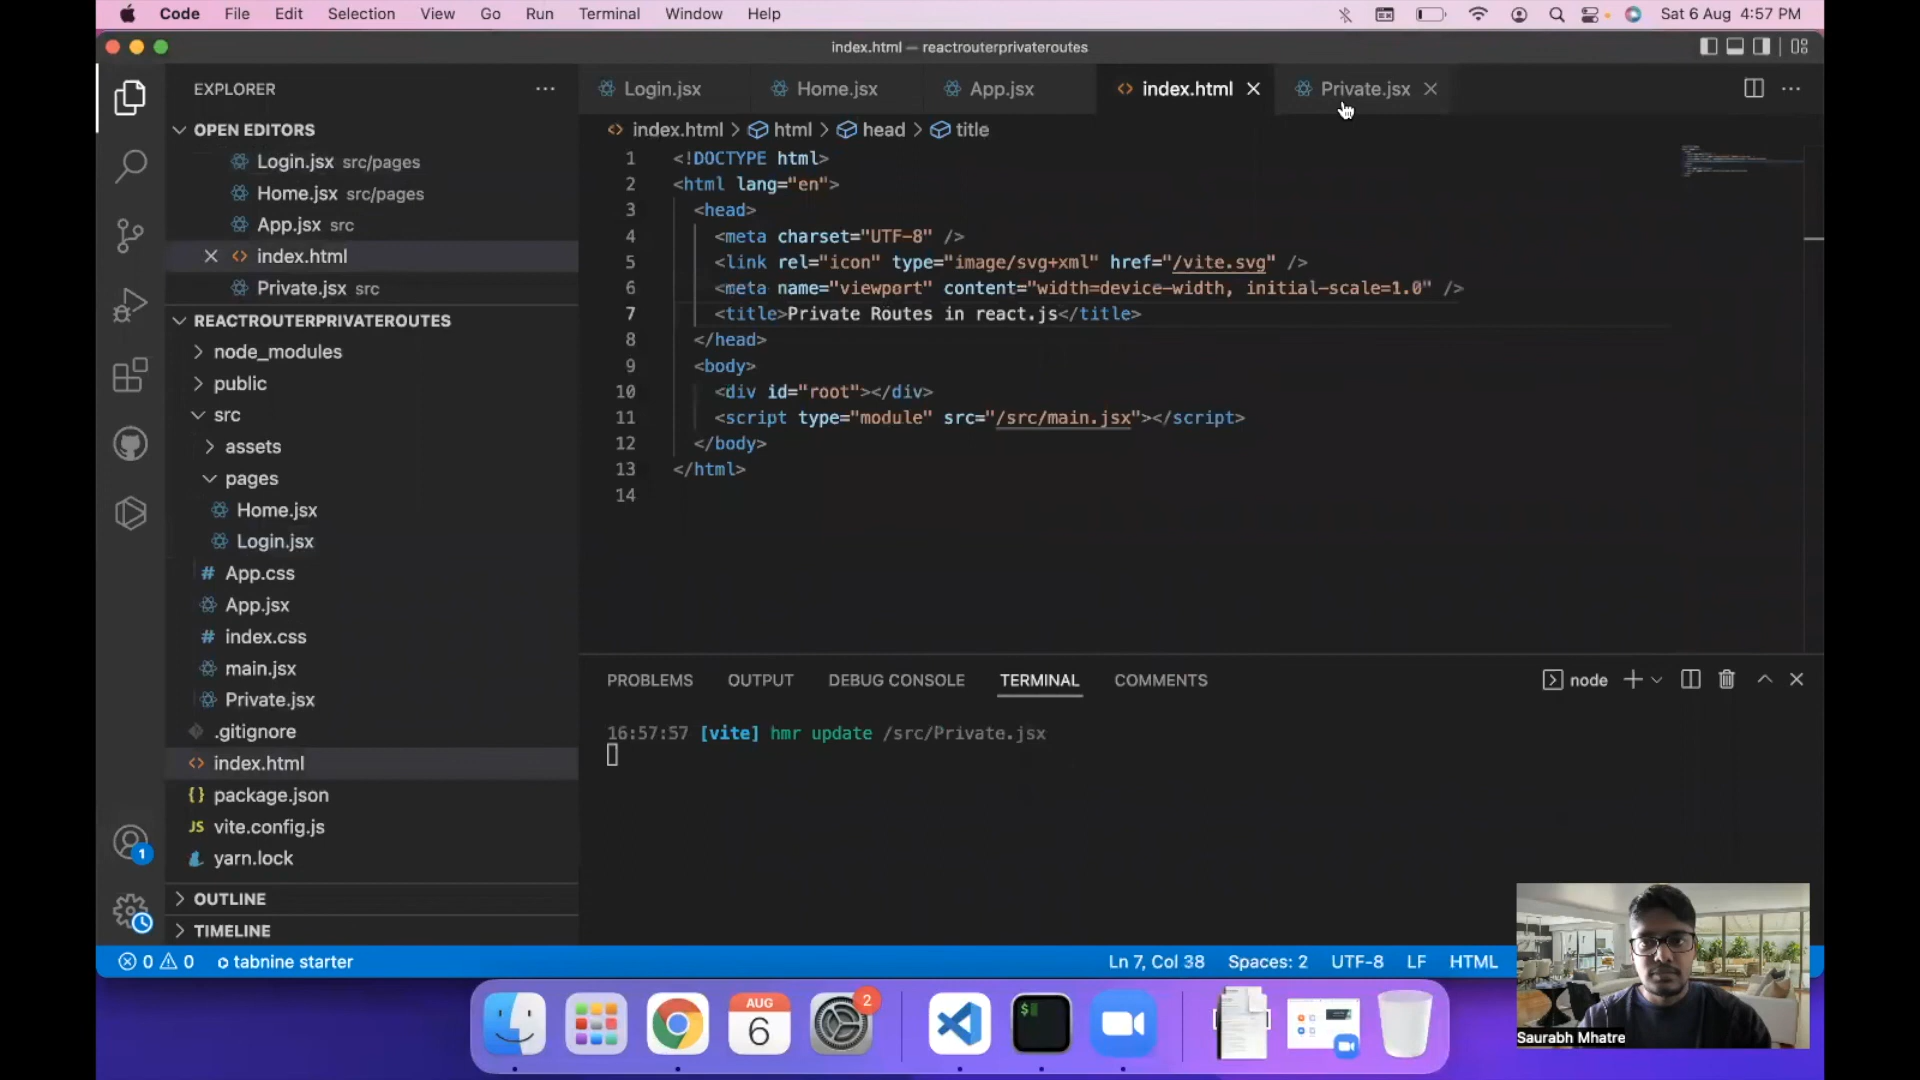 Code File Edit Selection View Go Run Terminal Window Help Sat 6 Aug 4:57 PM
index.html — reactrouterprivateroutes
EXPLORER
Login.jsx Home.jsx App.jsx index.html Private.jsx
OPEN EDITORS
Login.jsx src/pages
Home.jsx src/pages
App.jsx src
index.html
Private.jsx src
REACTROUTERPRIVATEROUTES
node_modules
public
src
assets
pages
Home.jsx
Login.jsx
# App.css
App.jsx
# index.css
main.jsx
Private.jsx
.gitignore
<> index.html
{} package.json
JS vite.config.js
yarn.lock
OUTLINE
TIMELINE
<> index.html > html > head > title
1 <!DOCTYPE html>
2 <html lang="en">
3 <head>
4 <meta charset="UTF-8" />
5 <link rel="icon" type="image/svg+xml" href="/vite.svg" />
6 <meta name="viewport" content="width=device-width, initial-scale=1.0" />
7 <title>Private Routes in react.js</title>
8 </head>
9 <body>
10 <div id="root"></div>
11 <script type="module" src="/src/main.jsx"></script>
12 </body>
13 </html>
14
PROBLEMS OUTPUT DEBUG CONSOLE TERMINAL COMMENTS node
16:57:57 [vite] hmr update /src/Private.jsx
1
0 0 tabnine starter Ln 7, Col 38 Spaces: 2 UTF-8 LF HTML
Saurabh Mhatre
AUG
6
2
$